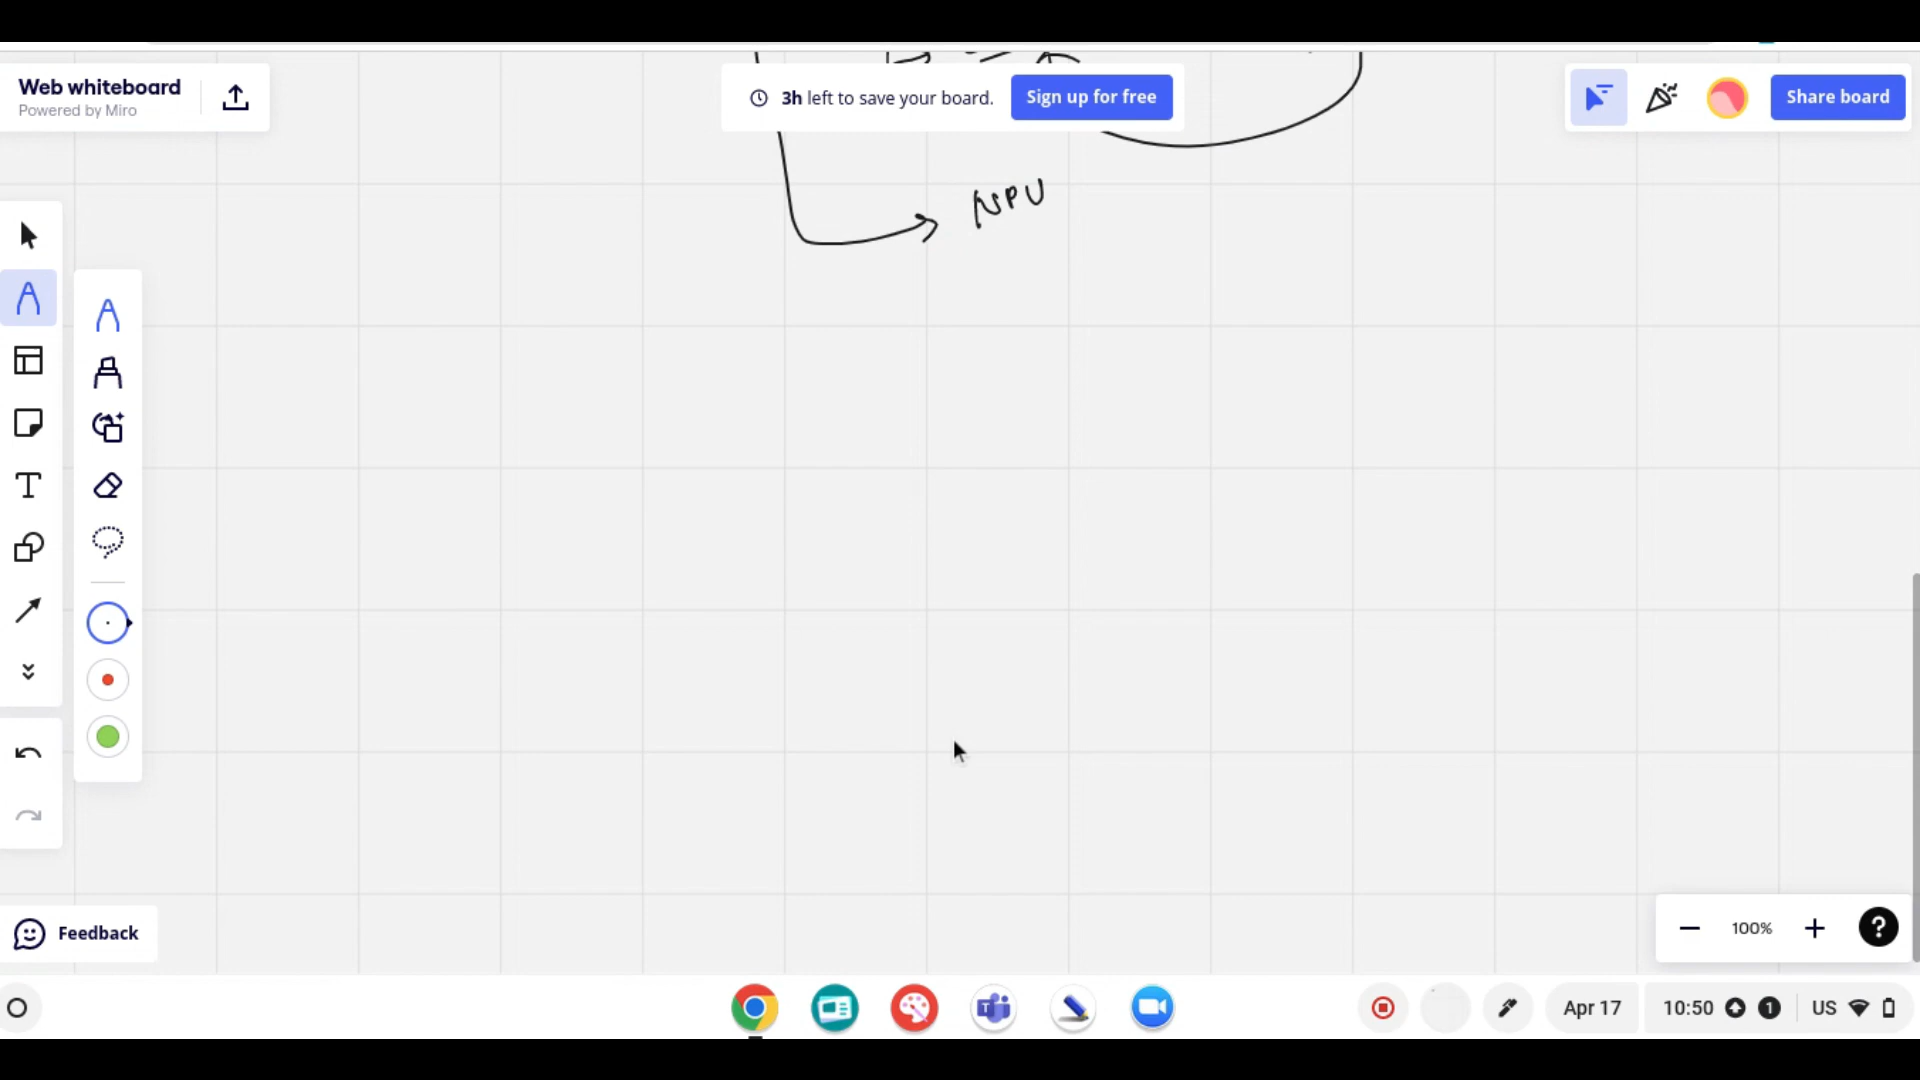 Web whiteboard
Powered by Miro
3h left to save your board.
Sign up for free
Share board
NPU
Feedback
100%
Apr 17
10:50
1
US